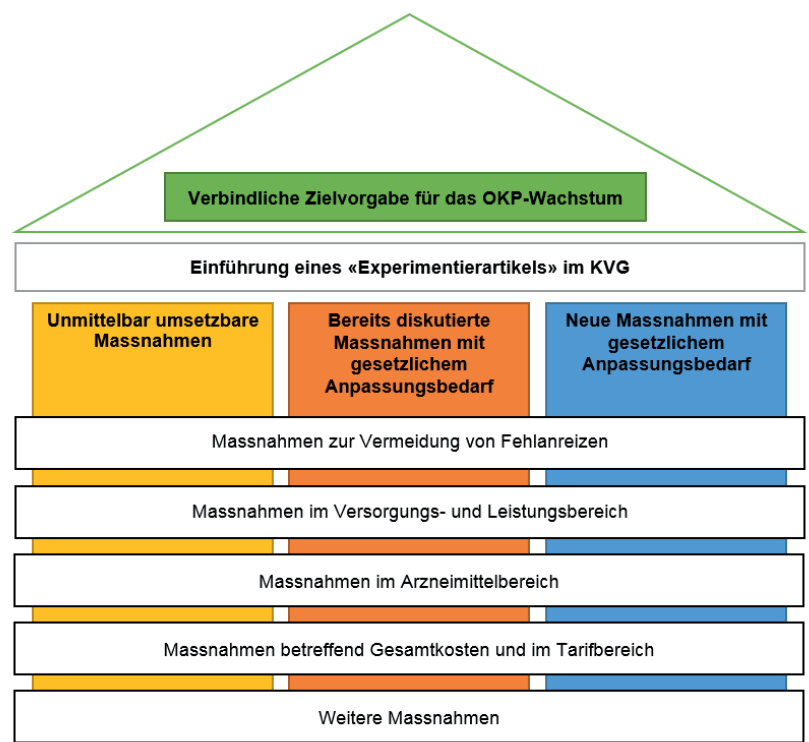 Verbindliche Zielvorgabe für das OKP-Wachstum
Einführung eines «Experimentierartikels» im KVG
Unmittelbar umsetzbare
Massnahmen
Bereits diskutierte
Massnahmen mit
gesetzlichem
Anpassungsbedarf
Neue Massnahmen mit
gesetzlichem
Anpassungsbedarf
Massnahmen zur Vermeidung von Fehlanreizen
Massnahmen im Versorgungs- und Leistungsbereich
Massnahmen im Arzneimittelbereich
Massnahmen betreffend Gesamtkosten und im Tarifbereich
Weitere Massnahmen